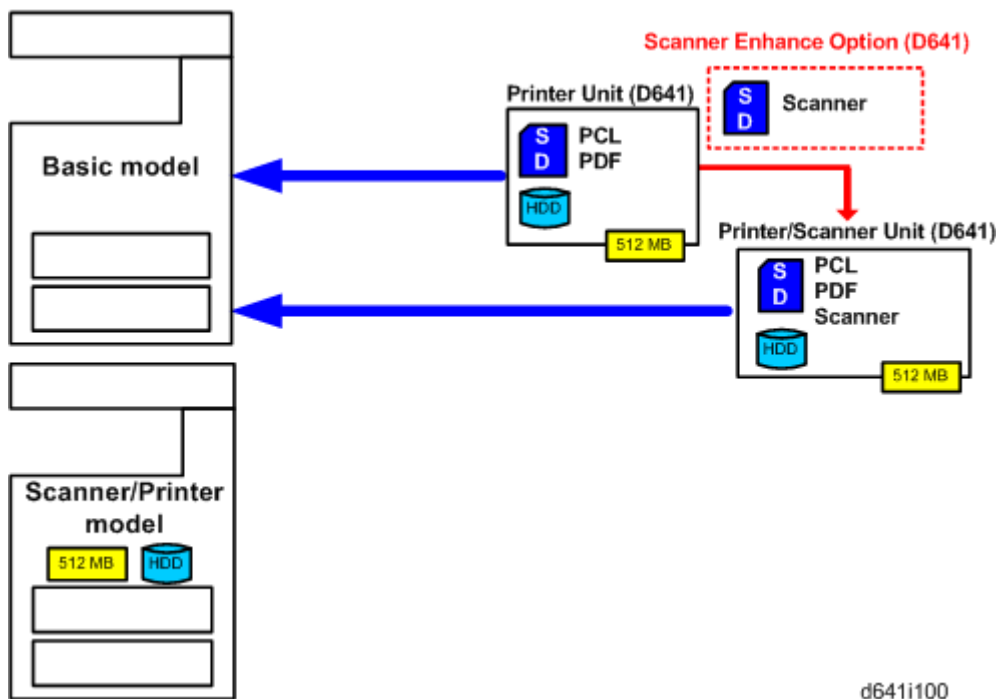 Scanner Enhance Option (D641)
S
D
Scanner
Printer Unit (D641)
S
D
PCL
PDF
HDD
512 MB
Basic model
Printer/Scanner Unit (D641)
S
D
PCL
PDF
Scanner
HDD
512 MB
Scanner/Printer
model
512 MB
HDD
d641i100